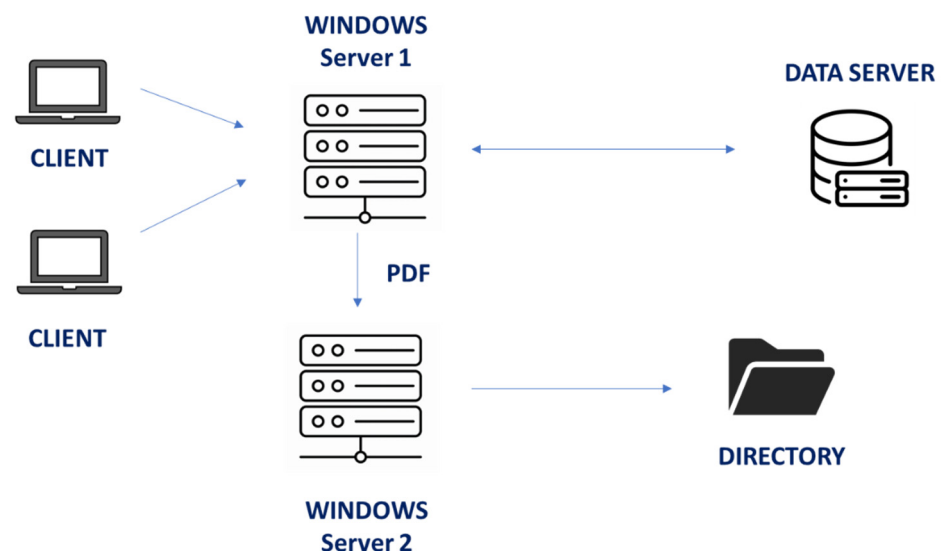 WINDOWS
Server 1
DATA SERVER
CLIENT
PDF
CLIENT
DIRECTORY
WINDOWS
Server 2